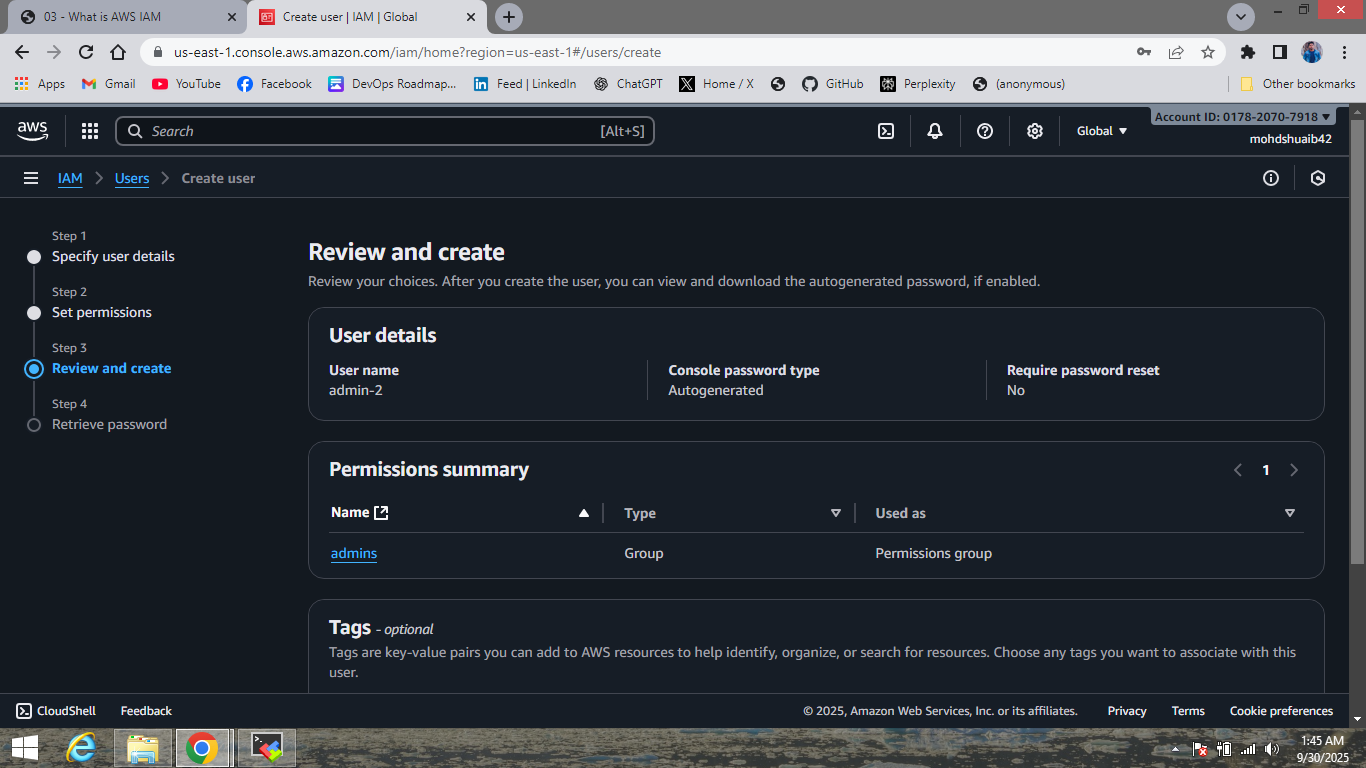 03 - What is AWS IAM
Create user | IAM | Global
us-east-1.console.aws.amazon.com/iam/home?region=us-east-1#/users/create
Apps Gmail YouTube Facebook DevOps Roadmap... Feed | LinkedIn ChatGPT Home / X GitHub Perplexity (anonymous) Other bookmarks
aws Search [Alt+S] Global Account ID: 0178-2070-7918
mohdshuaib42
IAM Users Create user
Step 1
Specify user details
Step 2
Set permissions
Step 3
Review and create
Step 4
Retrieve password
Review and create
Review your choices. After you create the user, you can view and download the autogenerated password, if enabled.
User details
User name Console password type Require password reset
admin-2 Autogenerated No
Permissions summary 1
Name Type Used as
admins Group Permissions group
Tags - optional
Tags are key-value pairs you can add to AWS resources to help identify, organize, or search for resources. Choose any tags you want to associate with this
user.
CloudShell Feedback © 2025, Amazon Web Services, Inc. or its affiliates. Privacy Terms Cookie preferences
1:45 AM
9/30/2025